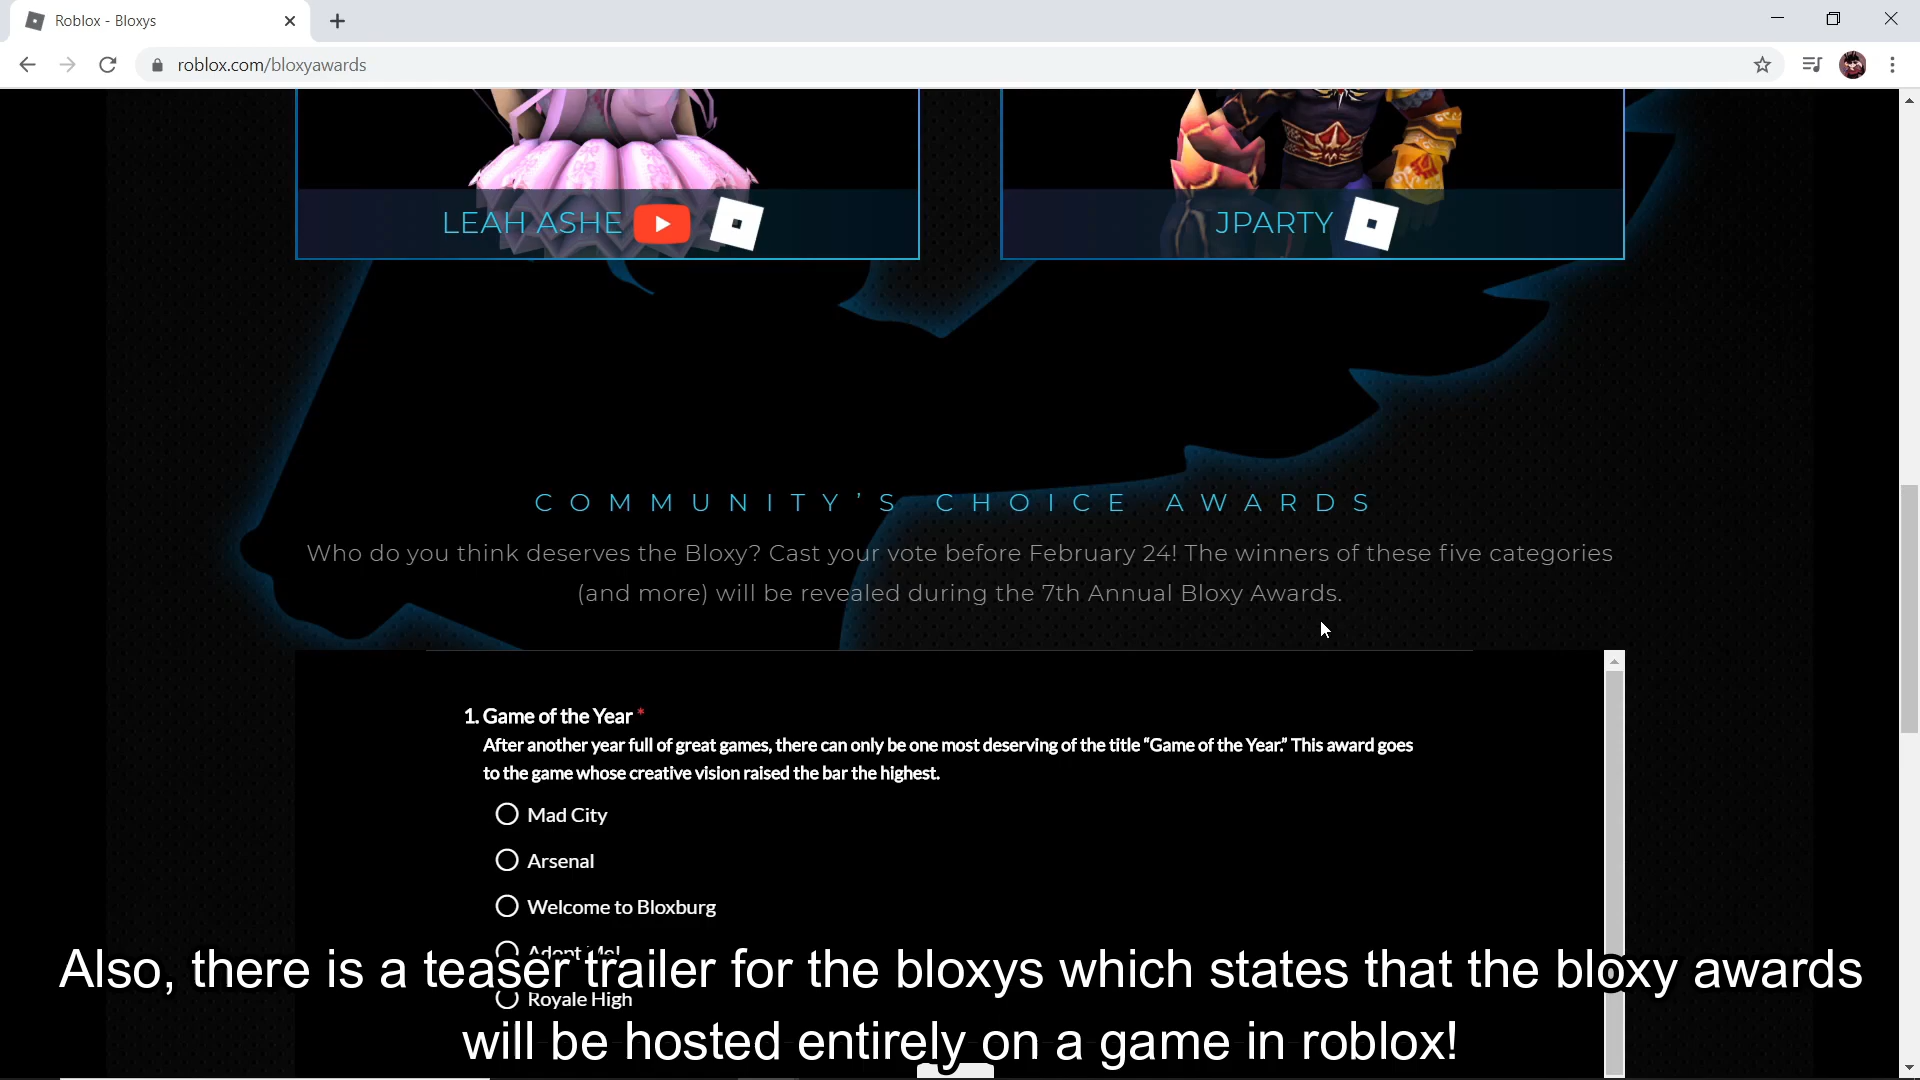 Roblox - Bloxys
roblox.com/bloxyawards
LEAH ASHE
JPARTY
COMMUNITY'S CHOICE AWARDS
Who do you think deserves the Bloxy? Cast your vote before February 24! The winners of these five categories
(and more) will be revealed during the 7th Annual Bloxy Awards.
1. Game of the Year *
After another year full of great games, there can only be one most deserving of the title “Game of the Year.” This award goes
to the game whose creative vision raised the bar the highest.
Mad City
Arsenal
Welcome to Bloxburg
Adopt Me!
Also, there is a teaser trailer for the bloxys which states that the bloxy awards
Royale High
will be hosted entirely on a game in roblox!